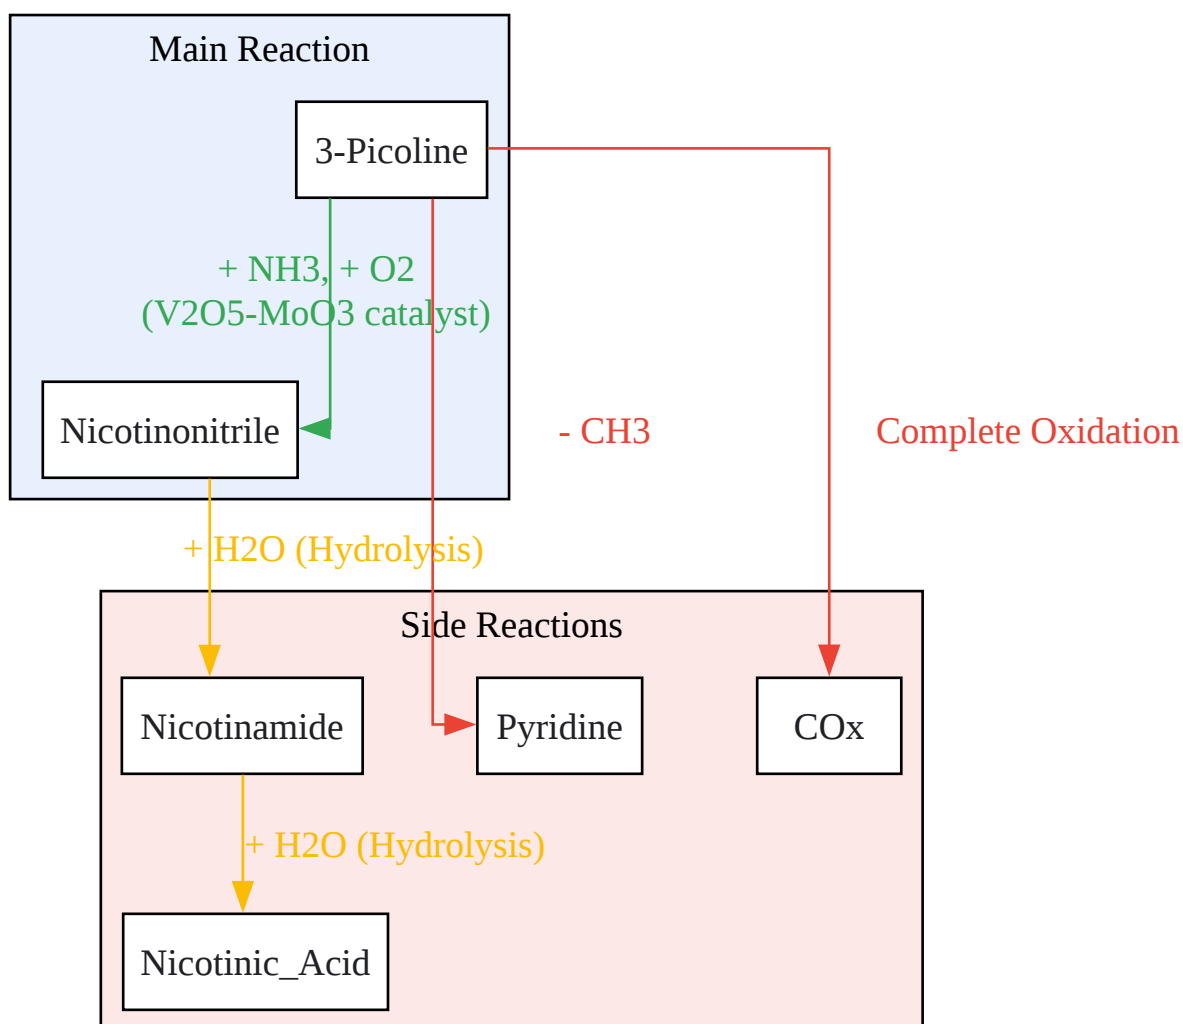 Main Reaction
3-Picoline
+ NH3, + O2
(V2O5-MoO3 catalyst)
Nicotinonitrile
- CH3
Complete Oxidation
+ H2O (Hydrolysis)
Side Reactions
Nicotinamide
Pyridine
COx
+ H2O (Hydrolysis)
Nicotinic_Acid